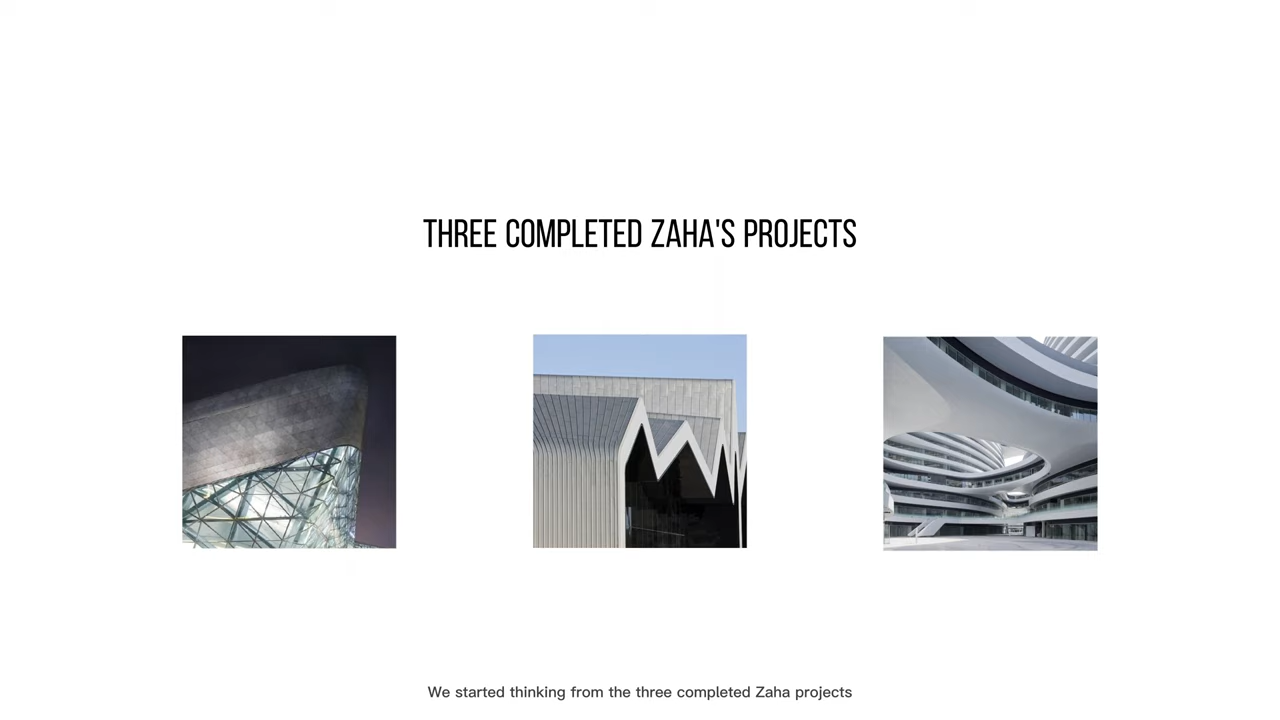 THREE COMPLETED ZAHA'S PROJECTS
We started thinking from the three completed Zaha projects